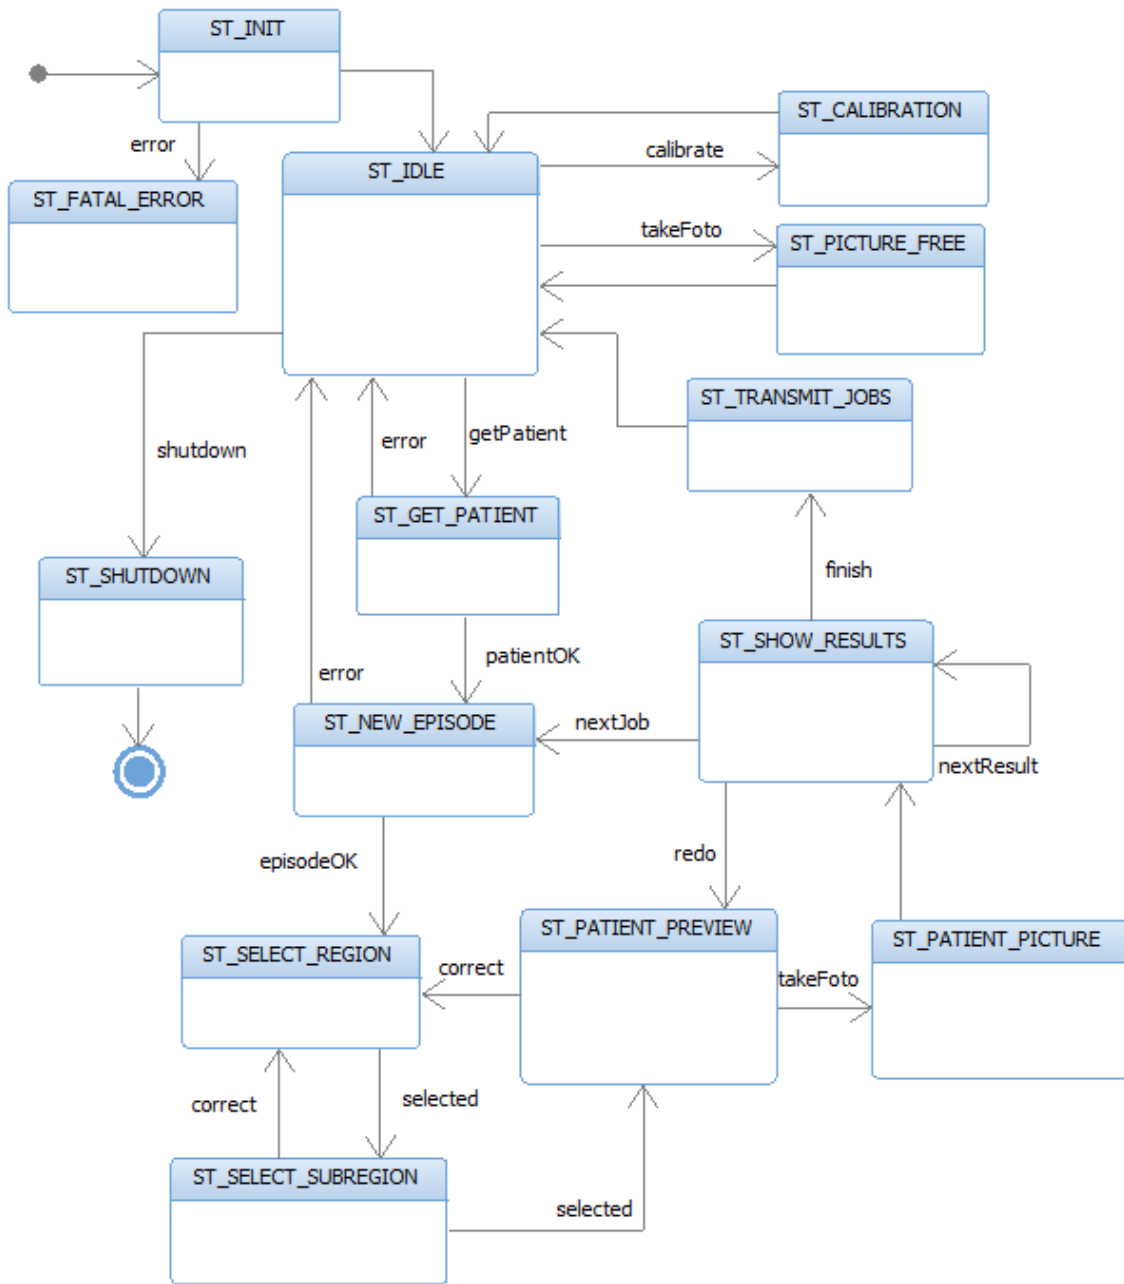 ST_INIT
ST_CALIBRATION
error
calibrate
ST_IDLE
ST_FATAL_ERROR
takeFoto
ST_PICTURE_FREE
ST_TRANSMIT_JOBS
shutdown
error
getPatient
ST_GET_PATIENT
ST_SHUTDOWN
finish
ST_SHOW_RESULTS
patientOK
error
ST_NEW_EPISODE
nextJob
nextResult
episodeOK
redo
ST_PATIENT_PREVIEW
ST_PATIENT_PICTURE
ST_SELECT_REGION
correct
takeFoto
correct
selected
ST_SELECT_SUBREGION
selected